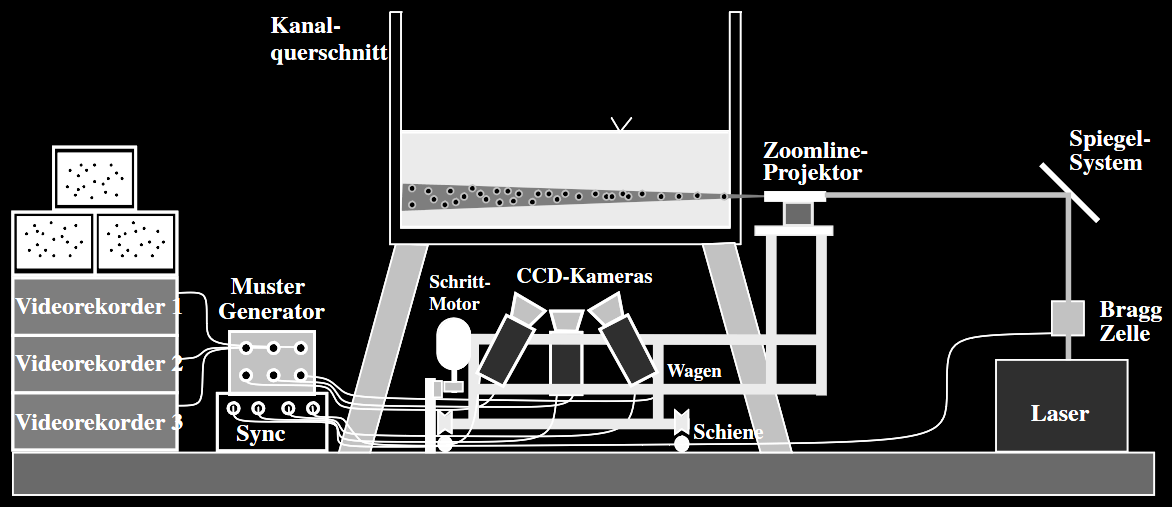 Kanal-
querschnitt
Spiegel-
System
Zoomline-
Projektor
CCD-Kameras
Schritt-
Motor
Muster
Generator
Videorekorder 1
Bragg
Zelle
Videorekorder 2
Wagen
Laser
Videorekorder 3
Sync
Schiene